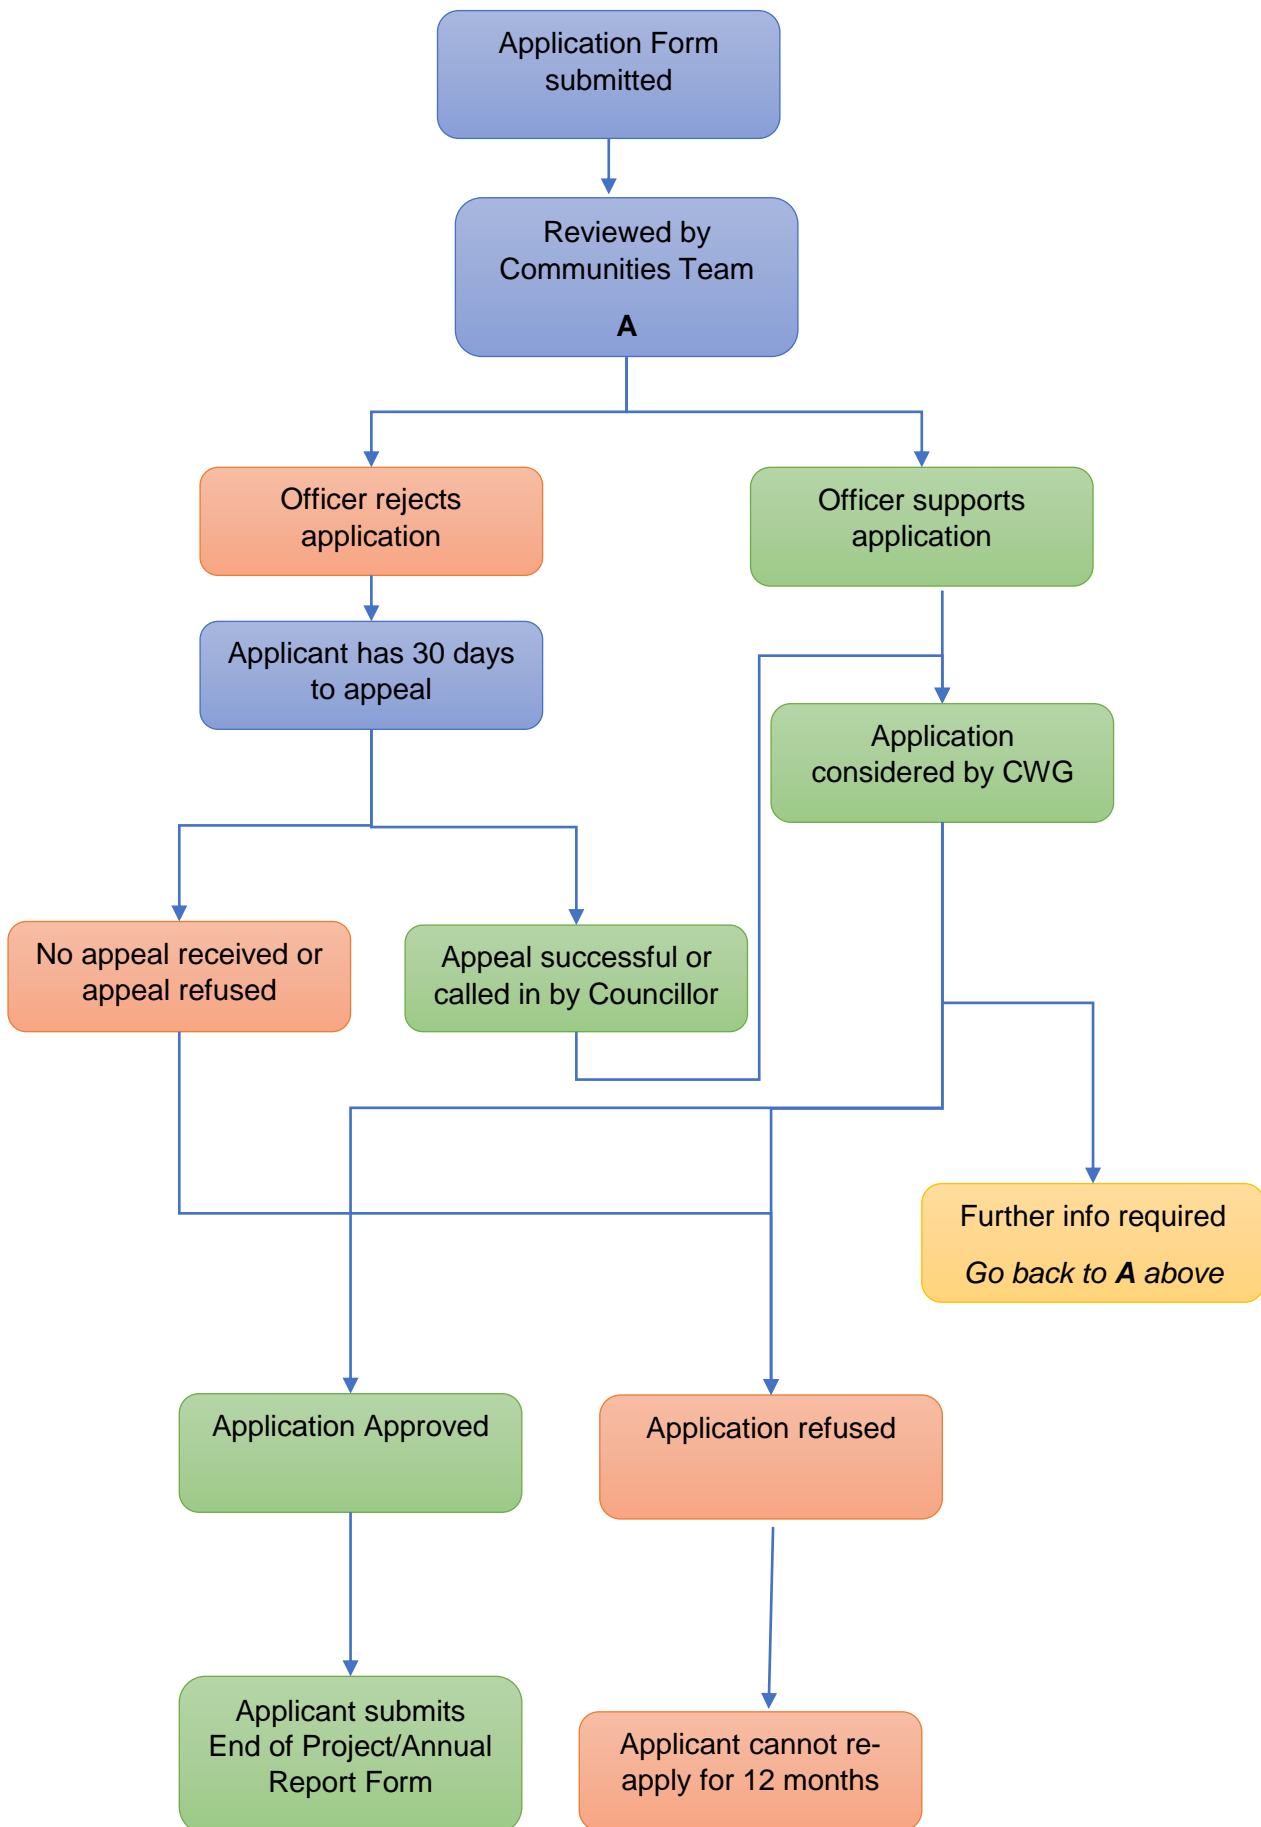 Application Form
submitted
Reviewed by
Communities Team
A
Officer rejects
application
Officer supports
application
Applicant has 30 days
to appeal
Application
considered by CWG
No appeal received or
appeal refused
Appeal successful or
called in by Councillor
Further info required
Go back to A above
Application Approved
Application refused
Applicant submits
End of Project/Annual
Report Form
Applicant cannot re-
apply for 12 months